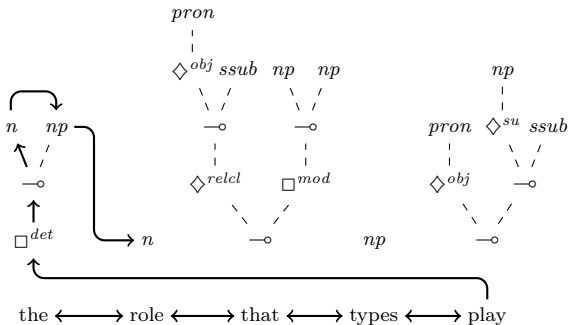 pron
◇obj ssub np np np
n np —○ —○ pron ◇su ssub
—○ ◇relcl □mod ◇obj —○
□det n —○ np —○
the role that types play